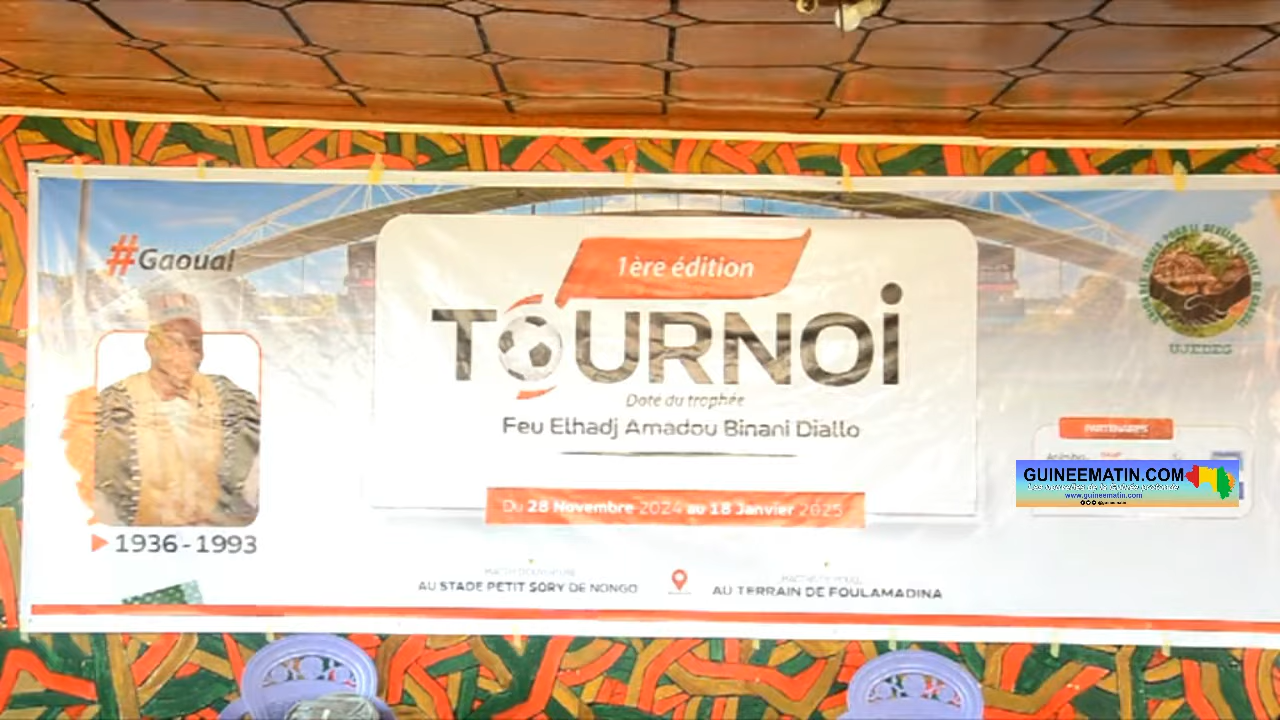 #Gaoual
1ère édition
TOURNOI
Doté du trophée
Feu Elhadj Amadou Binani Diallo
Du 28 Novembre 2024 au 18 Janvier 2025
1936 - 1993
AU STADE PETIT SORY DE NONGO
AU TERRAIN DE FOULAMADINA
UJEDEG
PARTENAIRES
GUINEEMATIN.COM
www.guineematin.com